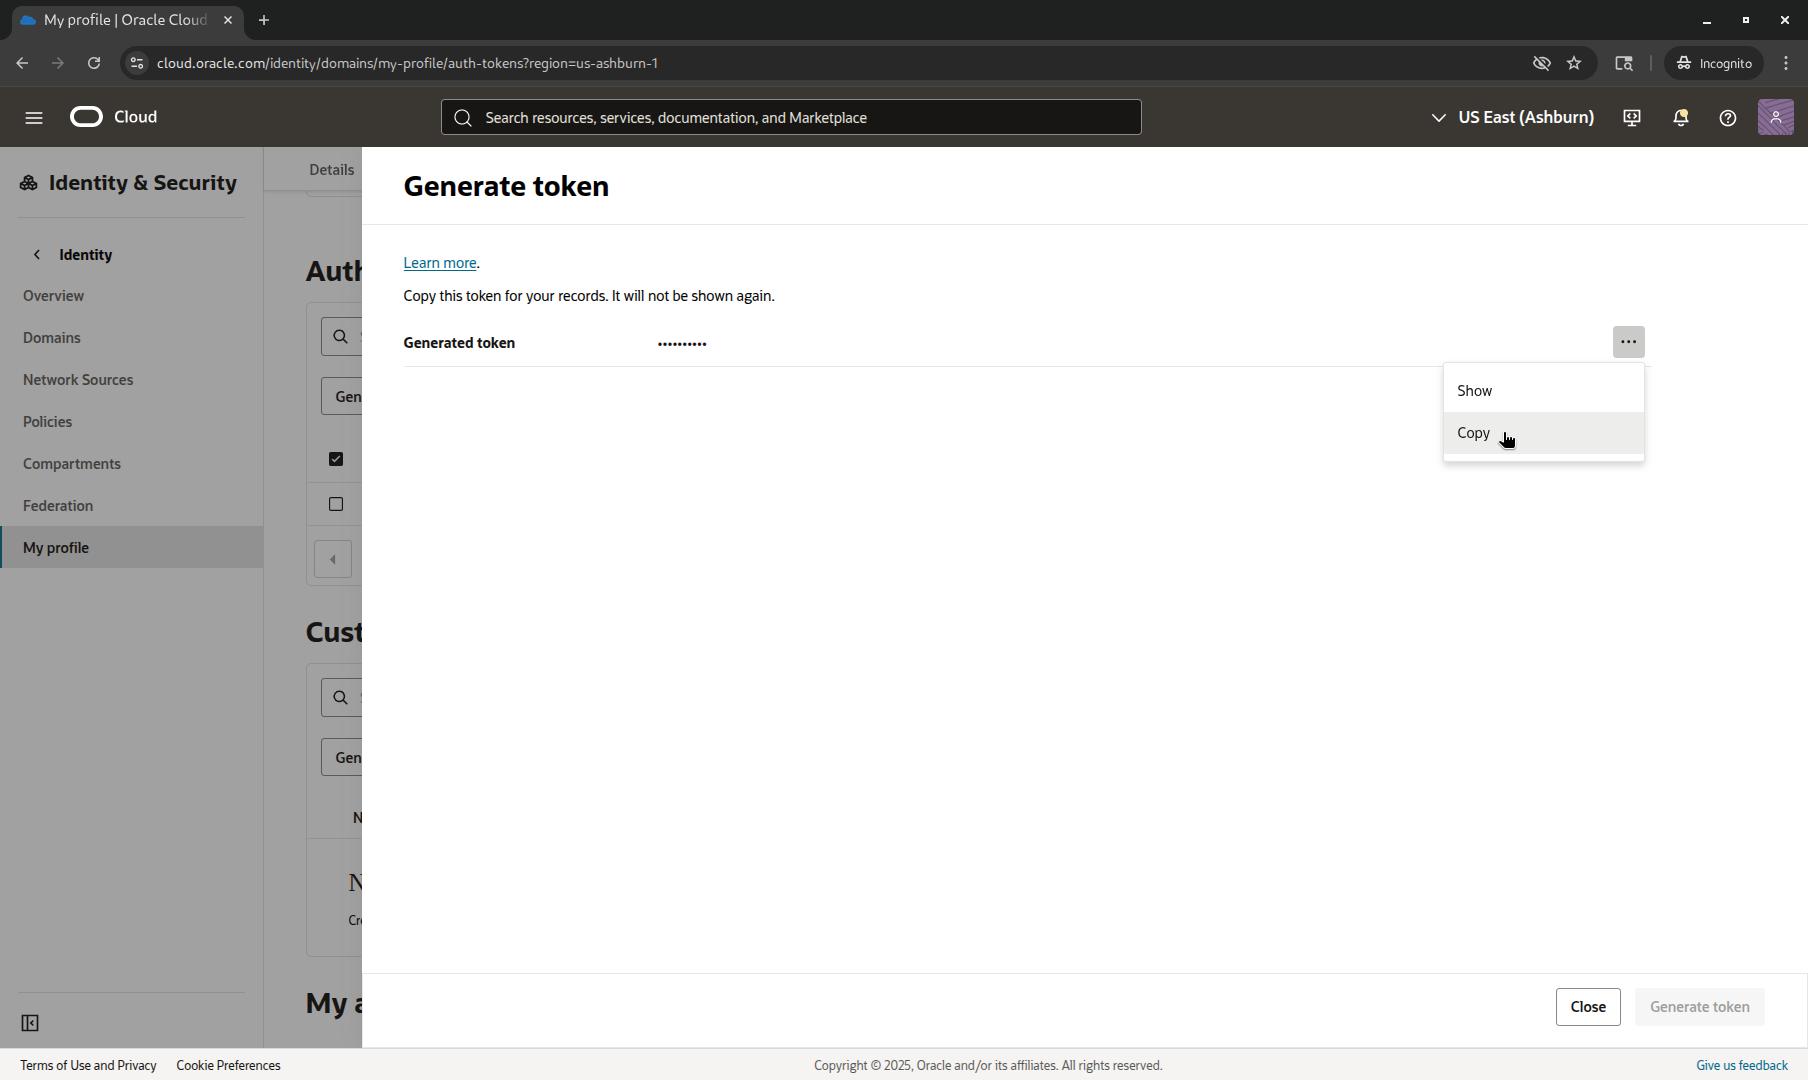 My profile | Oracle Cloud
cloud.oracle.com/identity/domains/my-profile/auth-tokens?region=us-ashburn-1
Incognito
Cloud
Search resources, services, documentation, and Marketplace
US East (Ashburn)
Identity & Security
Identity
Overview
Domains
Network Sources
Policies
Compartments
Federation
My profile
Details
Auth
Gen
Cust
Gen
N
N
Cre
My a
Generate token
Learn more.
Copy this token for your records. It will not be shown again.
Generated token
••••••••••
Show
Copy
Close
Generate token
Terms of Use and Privacy
Cookie Preferences
Copyright © 2025, Oracle and/or its affiliates. All rights reserved.
Give us feedback